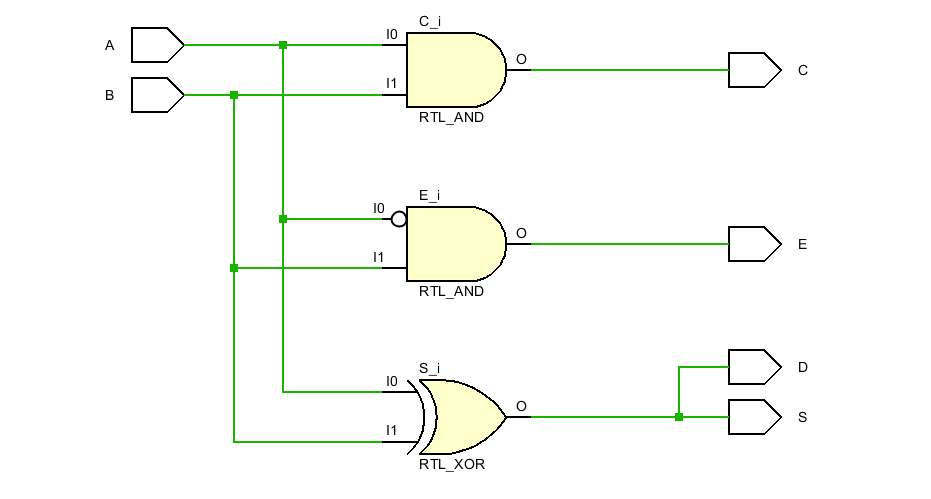 C_i
A
I0
O
C
B
I1
RTL_AND
E_i
I0
O
E
I1
RTL_AND
S_i
D
I0
O
S
I1
RTL_XOR